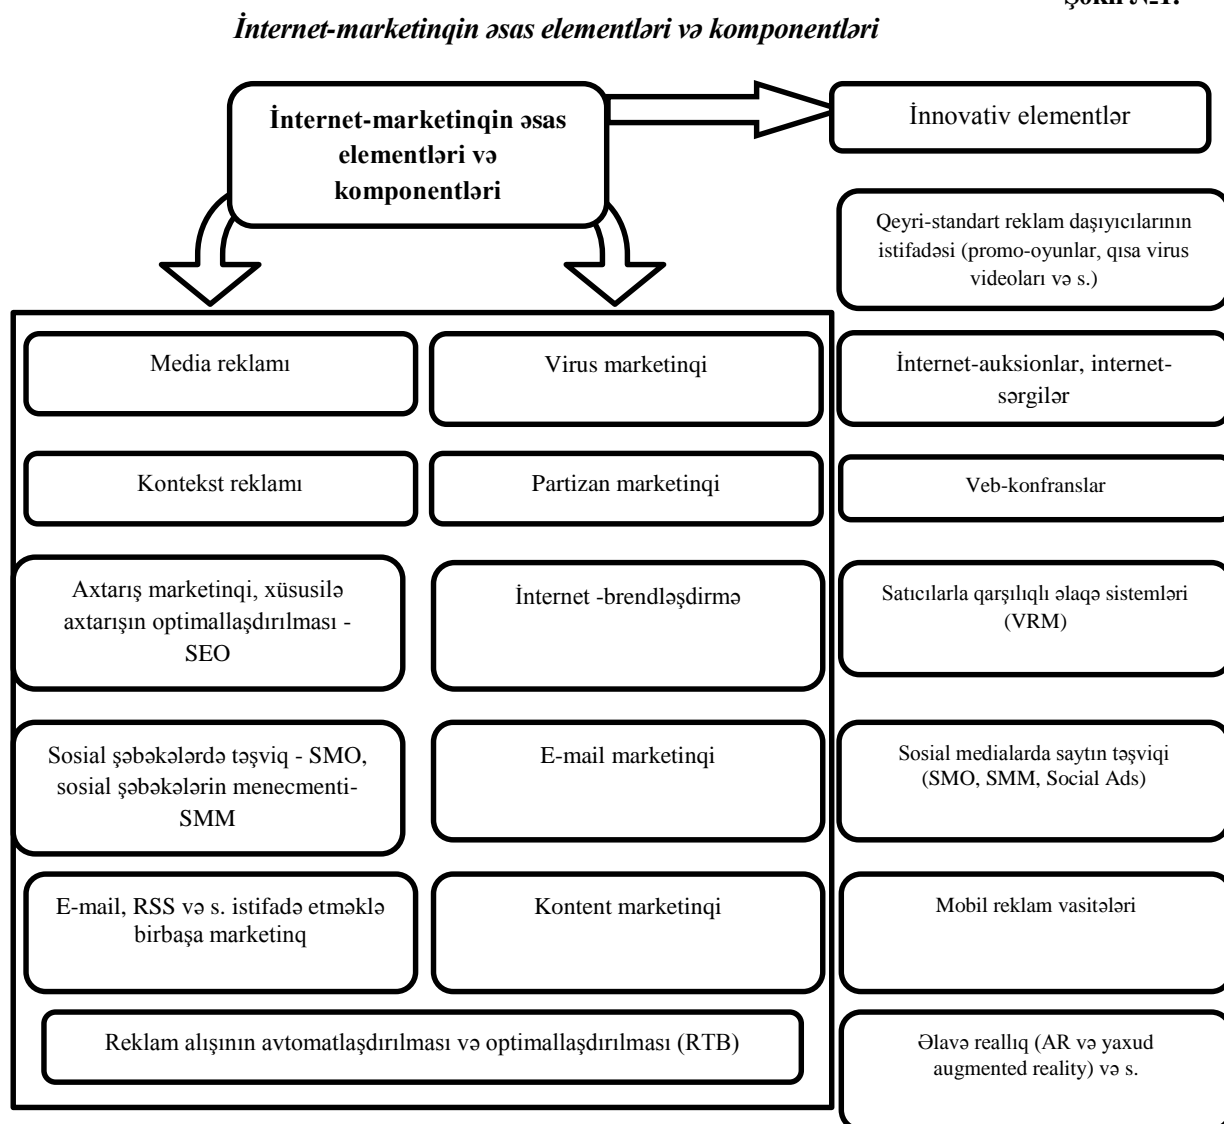 İnternet-marketinqin əsas elementləri və komponentləri
İnternet-marketinqin əsas
elementləri və
komponentləri
İnnovativ elementlər
Qeyri-standart reklam daşıyıcılarının
istifadəsi (promo-oyunlar, qısa virus
videoları və s.)
Media reklamı
Virus marketinqi
İnternet-auksionlar, internet-
sərgilər
Kontekst reklamı
Partizan marketinqi
Veb-konfranslar
Axtarış marketinqi, xüsusilə
axtarışın optimallaşdırılması -
SEO
İnternet -brendləşdirmə
Satıcılarla qarşılıqlı əlaqə sistemləri
(VRM)
Sosial şəbəkələrdə təşviq - SMO,
sosial şəbəkələrin menecmenti-
SMM
E-mail marketinqi
Sosial medialarda saytın təşviqi
(SMO, SMM, Social Ads)
E-mail, RSS və s. istifadə etməklə
birbaşa marketinq
Kontent marketinqi
Mobil reklam vasitələri
Reklam alışının avtomatlaşdırılması və optimallaşdırılması (RTB)
Əlavə reallıq (AR və yaxud
augmented reality) və s.